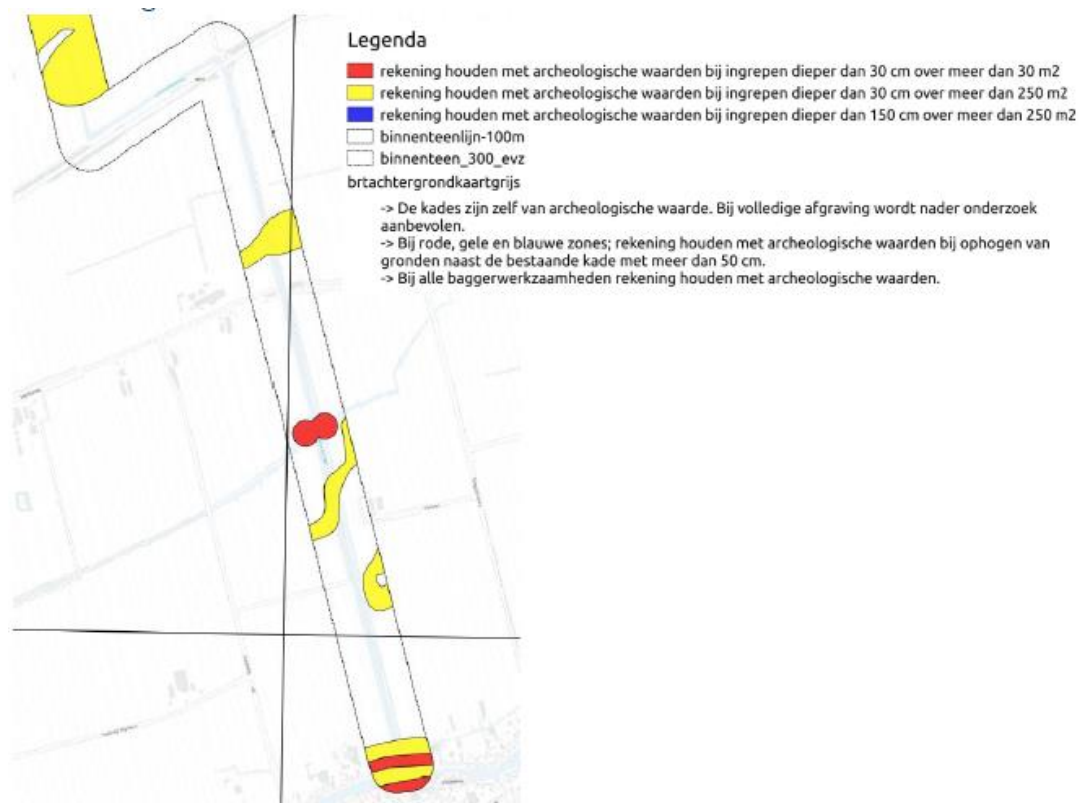 Legenda
rekening houden met archeologische waarden bij ingrepen dieper dan 30 cm over meer dan 30 m2
rekening houden met archeologische waarden bij ingrepen dieper dan 30 cm over meer dan 250 m2
rekening houden met archeologische waarden bij ingrepen dieper dan 150 cm over meer dan 250 m2
binnenteenlijn-100m
binnenteen_300_evz
brtachtergrondkaartgrijs
-> De kades zijn zelf van archeologische waarde. Bij volledige afgraving wordt nader onderzoek
aanbevolen.
-> Bij rode, gele en blauwe zones; rekening houden met archeologische waarden bij ophogen van
gronden naast de bestaande kade met meer dan 50 cm.
-> Bij alle baggerwerkzaamheden rekening houden met archeologische waarden.